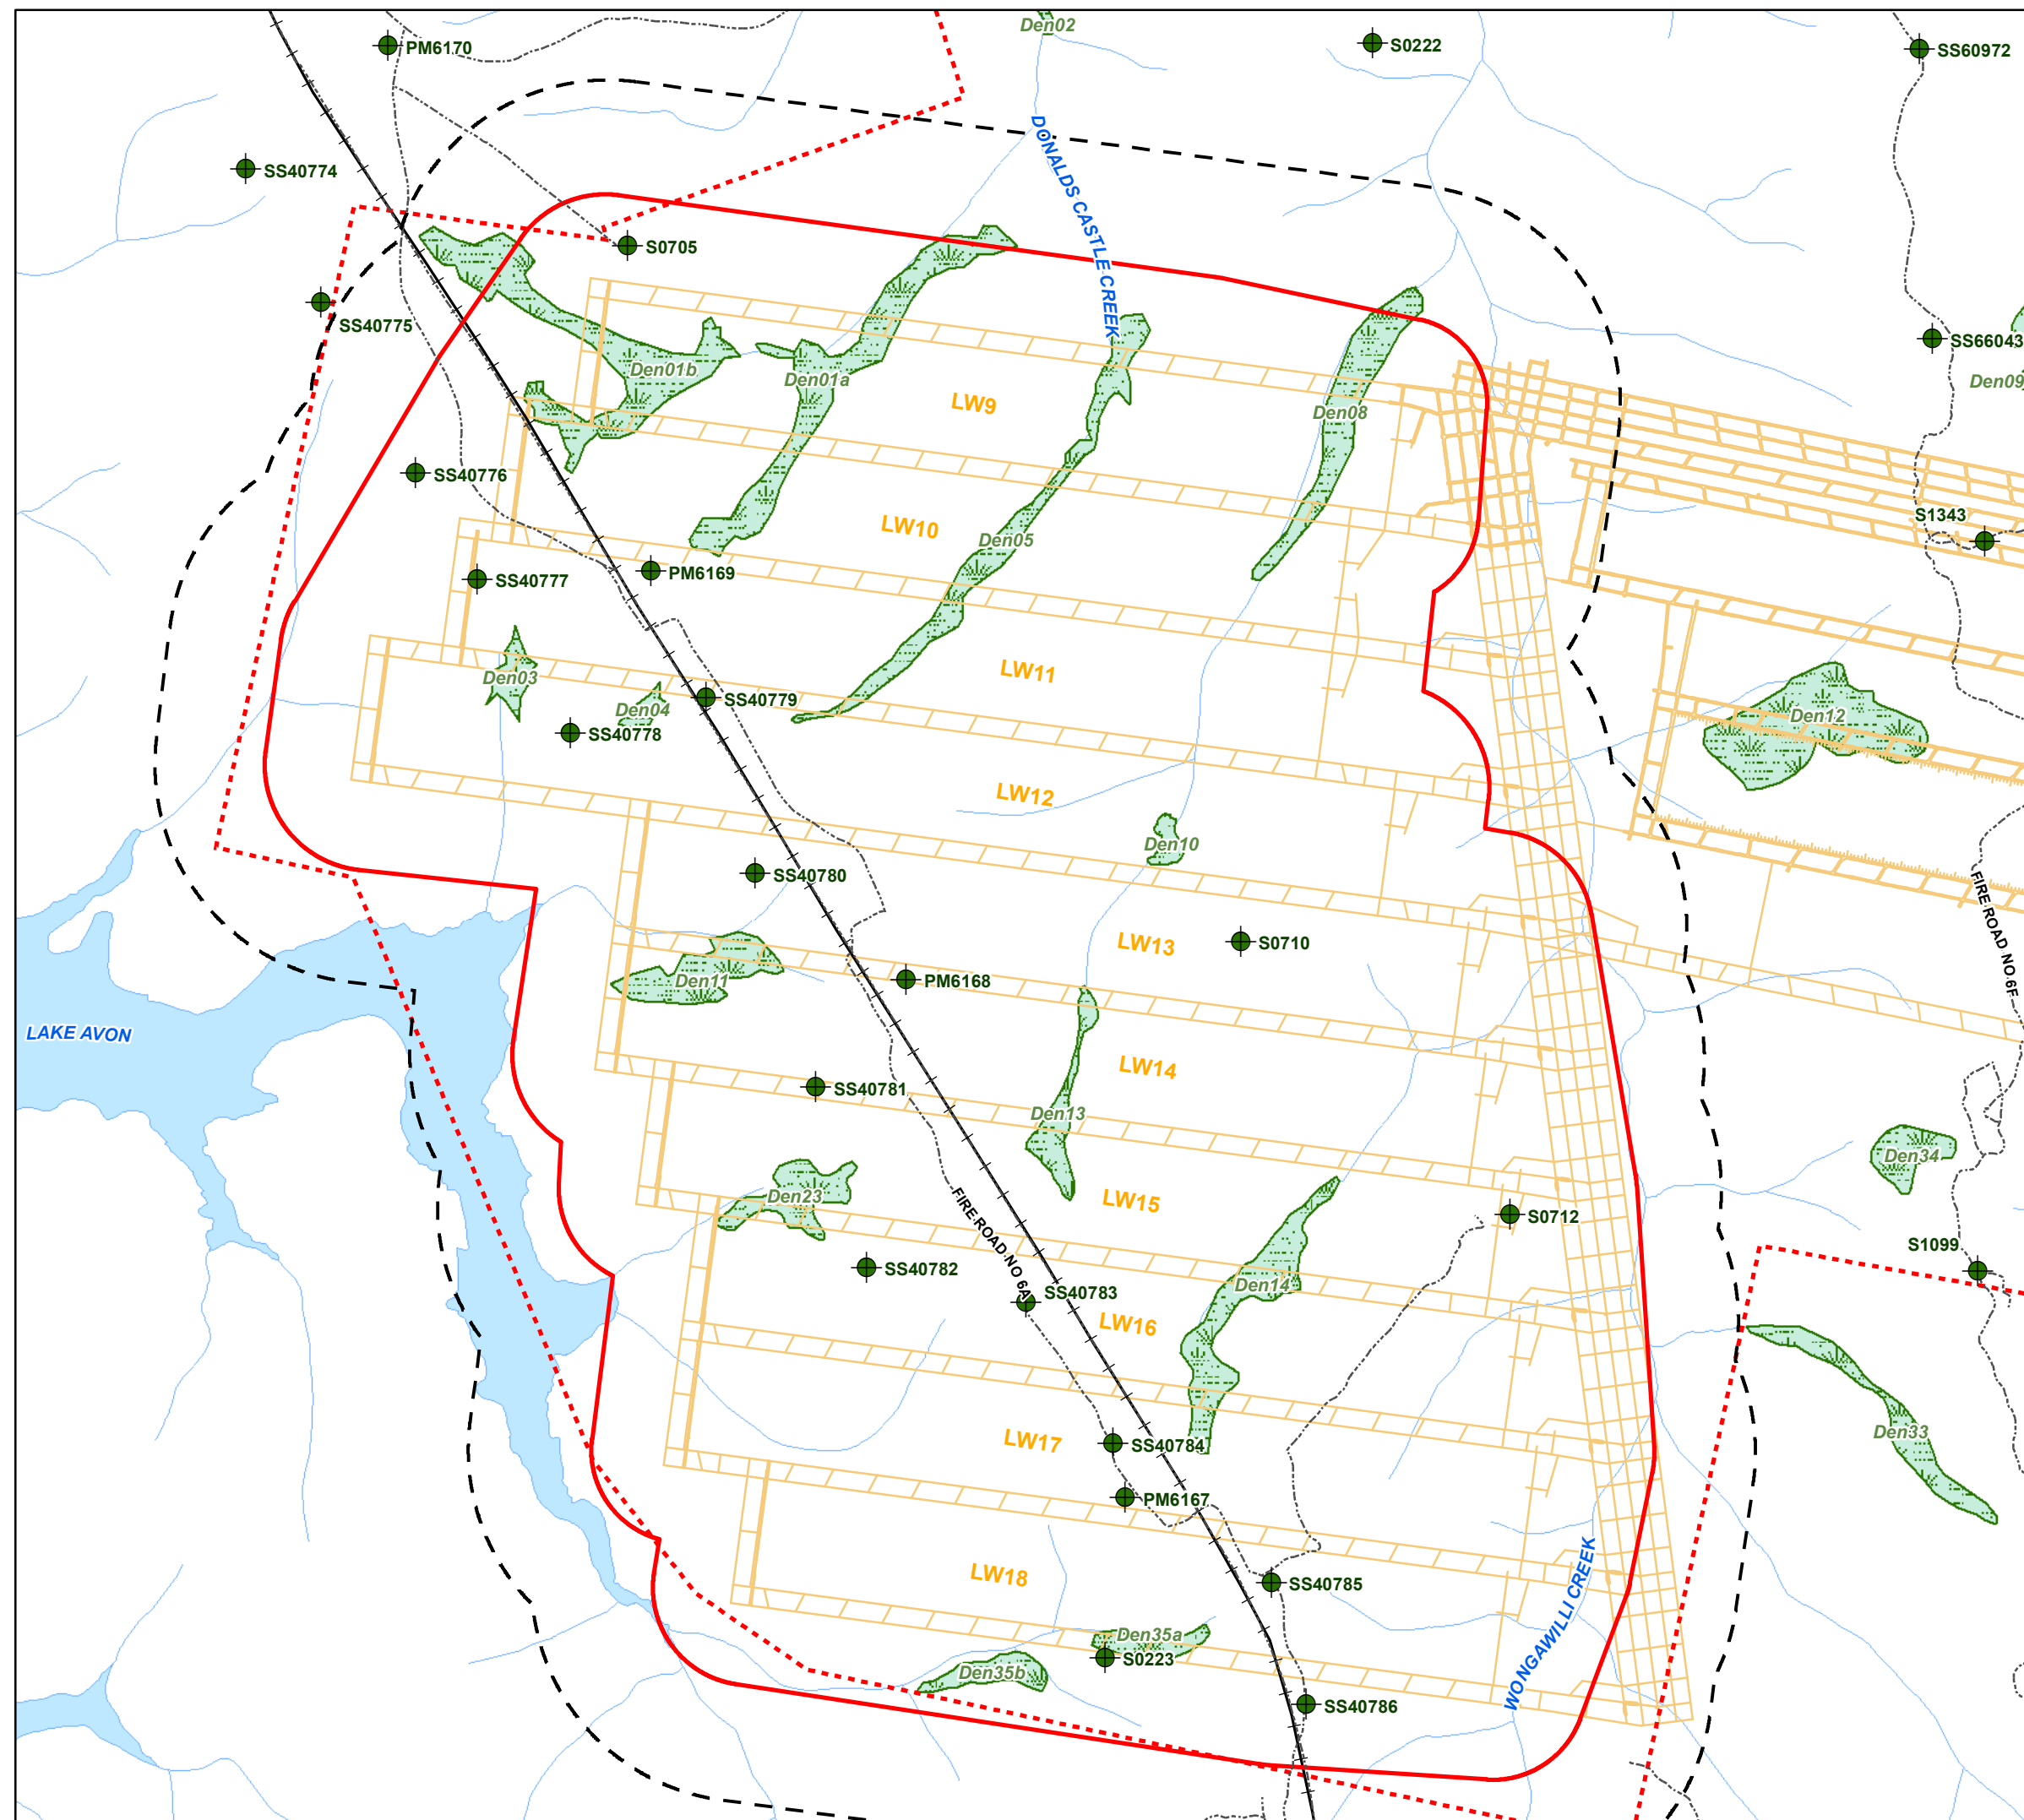 Den02
PM6170
S0222
SS60972
DONALDS CASTLE CREEK
SS40774
S0705
SS40775
SS66043
Den01b
Den01a
Den09
LW9
Den08
SS40776
LW10
S1343
Den05
PM6169
SS40777
LW11
Den03
SS40779
Den04
Den12
SS40778
LW12
Den10
SS40780
FIRE ROAD NO 6F
LW13
S0710
Den11
PM6168
LAKE AVON
LW14
SS40781
Den13
Den34
Den23
LW15
S0712
FIRE ROAD NO 6A
S1099
SS40782
Den14
SS40783
LW16
Den33
LW17
SS40784
PM6167
LW18
SS40785
WONGAWILLI CREEK
Den35a
S0223
Den35b
SS40786